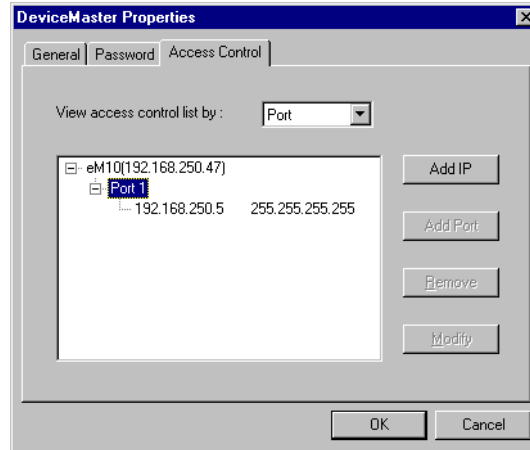 DeviceMaster Properties
General Password Access Control
View access control list by : Port
eM10(192.168.250.47)
Port 1
192.168.250.5 255.255.255.255
Add IP
Add Port
Remove
Modify
OK Cancel